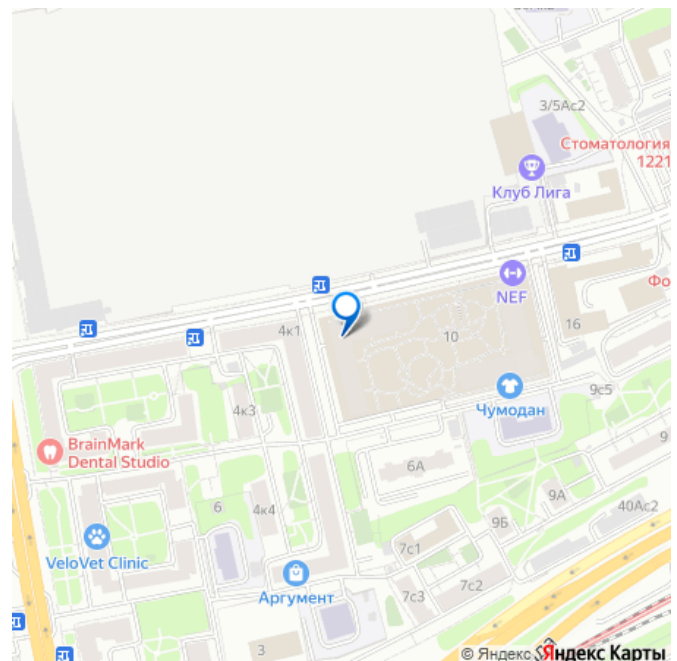 3/5Ас2
Стоматология
1221
Клуб Лига
NEF
Фо
4к1
10
16
Чумодан
9с5
4к3
BrainMark
Dental Studio
6А
9
9А
40Ас2
6
4к4
9Б
VeloVet Clinic
7с1
7с2
Аргумент
7с3
3
© Яндекс
Яндекс Карты